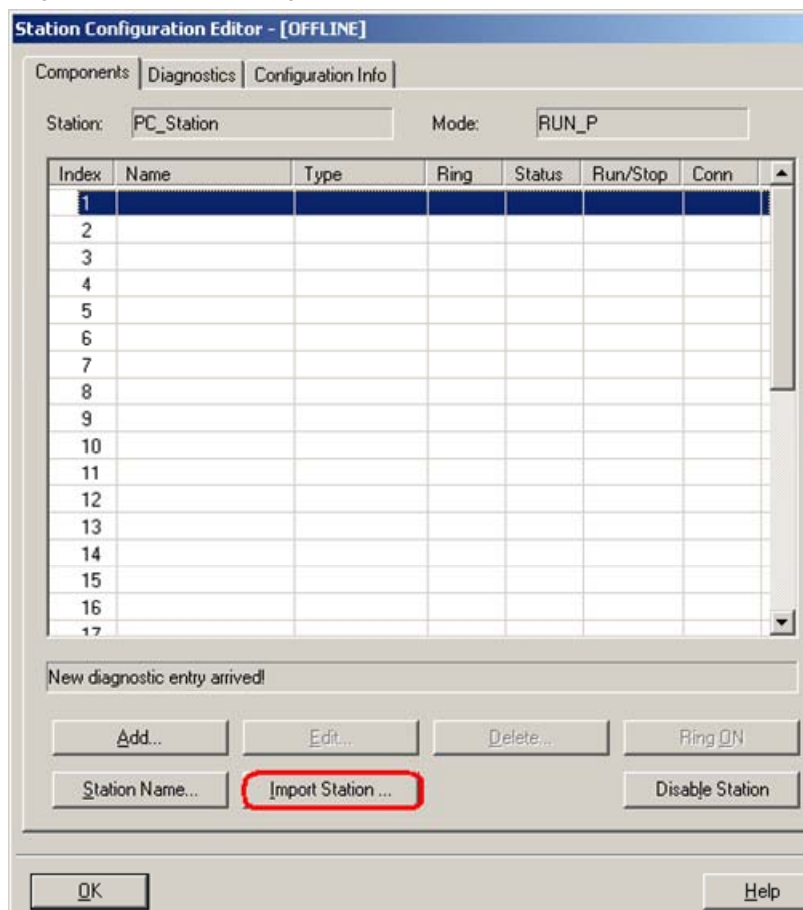 Station Configuration Editor - [OFFLINE]
Components Diagnostics Configuration Info
Station: PC_Station Mode: RUN_P
Index Name Type Ring Status Run/Stop Conn
1
2
3
4
5
6
7
8
9
10
11
12
13
14
15
16
17
New diagnostic entry arrived!
Add... Edit... Delete... Ring ON
Station Name... Import Station ... Disable Station
OK Help